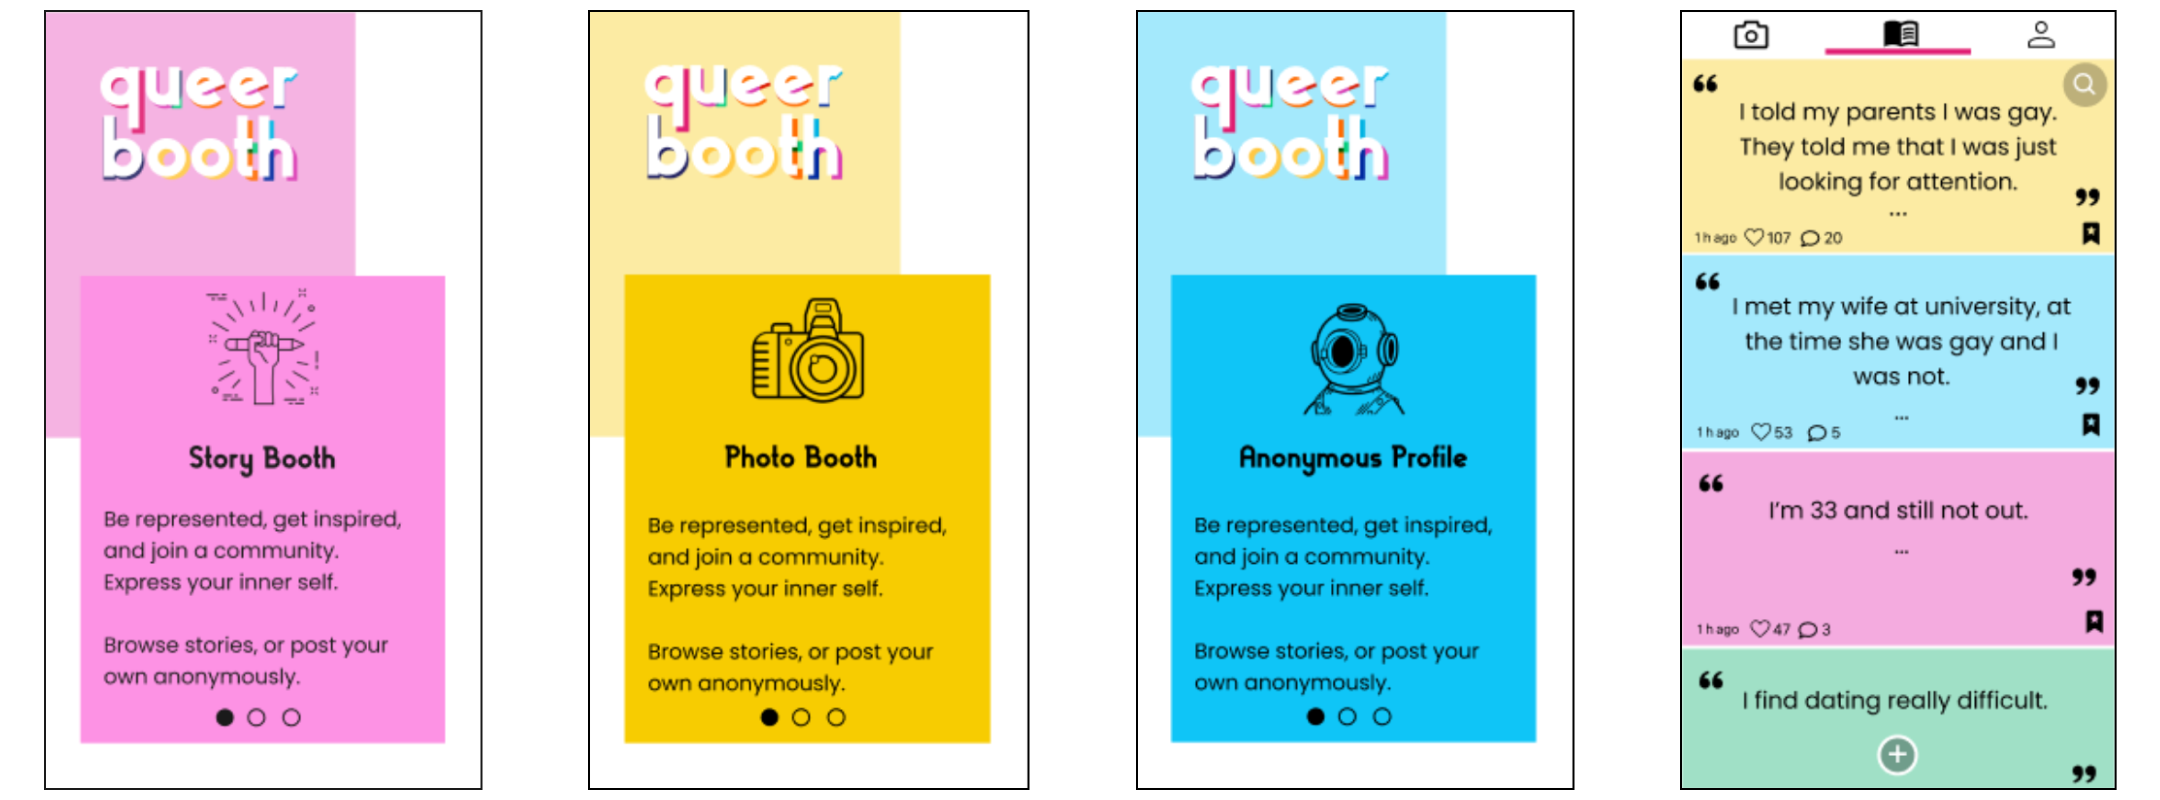 queer
booth
Story Booth
Be represented, get inspired,
and join a community.
Express your inner self.
Browse stories, or post your
own anonymously.
queer
booth
Photo Booth
Be represented, get inspired,
and join a community.
Express your inner self.
Browse stories, or post your
own anonymously.
queer
booth
Anonymous Profile
Be represented, get inspired,
and join a community.
Express your inner self.
Browse stories, or post your
own anonymously.
“
I told my parents I was gay.
They told me that I was just
looking for attention.
...
”
1h ago 107 20
“
I met my wife at university, at
the time she was gay and I
was not.
...
”
1h ago 53 5
“
I’m 33 and still not out.
...
”
1h ago 47 3
“
I find dating really difficult.
+
”